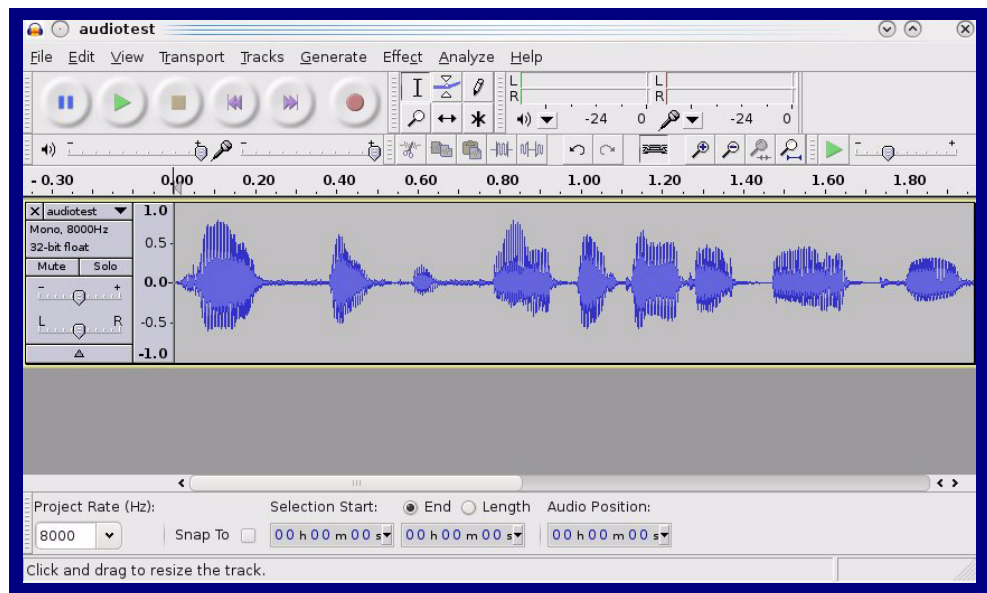 audiotest
File Edit View Transport Tracks Generate Effect Analyze Help
L
R
L
R
-24 0
-24 0
- 0.30 0.00 0.20 0.40 0.60 0.80 1.00 1.20 1.40 1.60 1.80
audiotest
Mono, 8000Hz
32-bit float
Mute Solo
- +
L R
1.0
0.5
0.0
-0.5
-1.0
Project Rate (Hz):
8000
Snap To
Selection Start:
End Length
Audio Position:
00 h 00 m 00 s
00 h 00 m 00 s
00 h 00 m 00 s
Click and drag to resize the track.